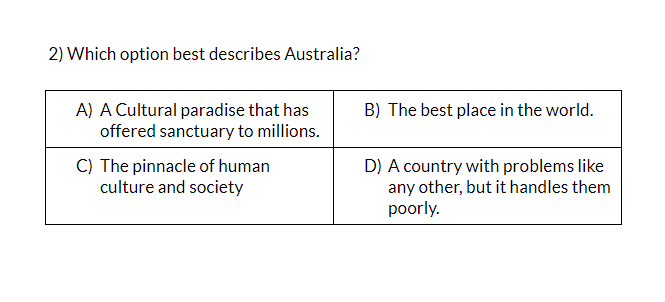 2) Which option best describes Australia?
A) A Cultural paradise that has
offered sanctuary to millions.
B) The best place in the world.
C) The pinnacle of human
culture and society
D) A country with problems like
any other, but it handles them
poorly.